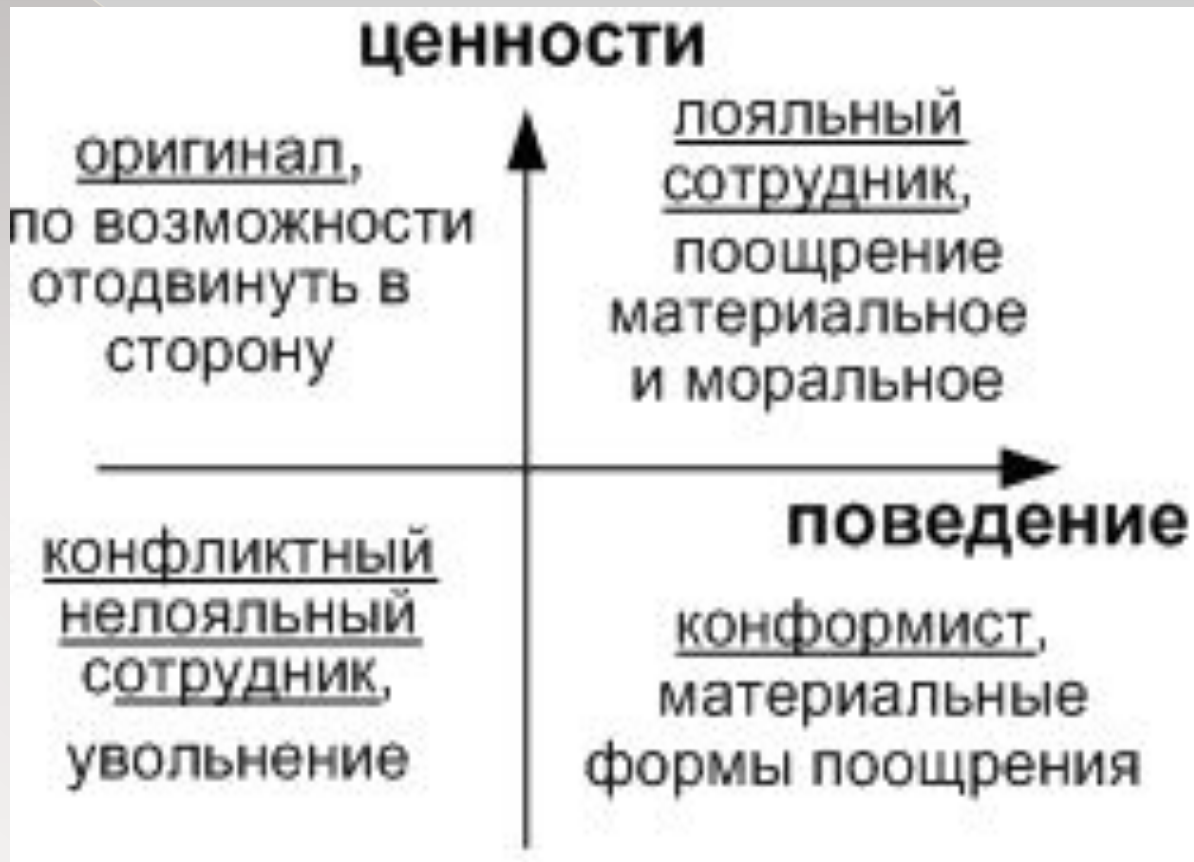 ценности
оригинал,
по возможности
отодвинуть в
сторону
лояльный
сотрудник,
поощрение
материальное
и моральное
поведение
конфликтный
нелояльный
сотрудник,
увольнение
конформист,
материальные
формы поощрения